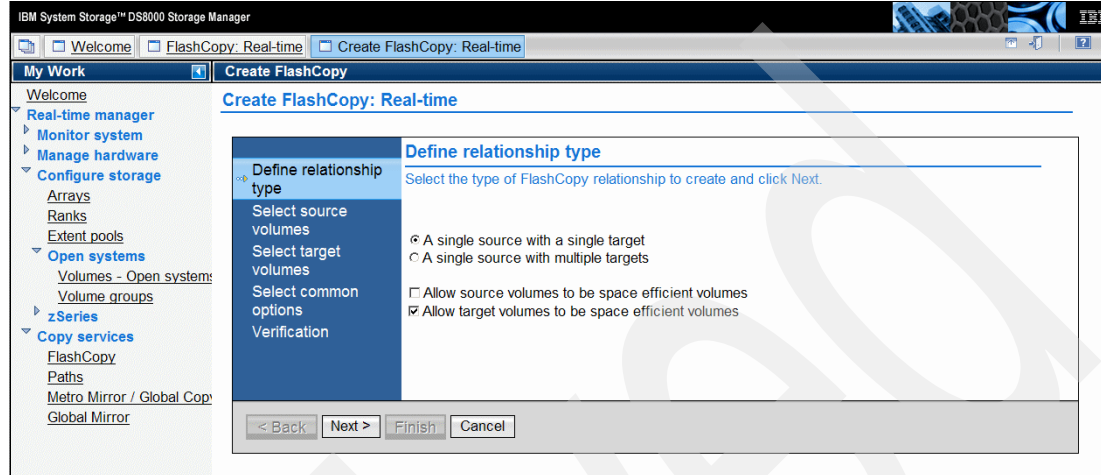 IBM System Storage™ DS8000 Storage Manager
Welcome
FlashCopy: Real-time
Create FlashCopy: Real-time
My Work
Welcome
Real-time manager
Monitor system
Manage hardware
Configure storage
Arrays
Ranks
Extent pools
Open systems
Volumes - Open systems
Volume groups
zSeries
Copy services
FlashCopy
Paths
Metro Mirror / Global Copy
Global Mirror
Create FlashCopy
Create FlashCopy: Real-time
Define relationship
type
Select source
volumes
Select target
volumes
Select common
options
Verification
Define relationship type
Select the type of FlashCopy relationship to create and click Next.
A single source with a single target
A single source with multiple targets
Allow source volumes to be space efficient volumes
Allow target volumes to be space efficient volumes
< Back
Next >
Finish
Cancel